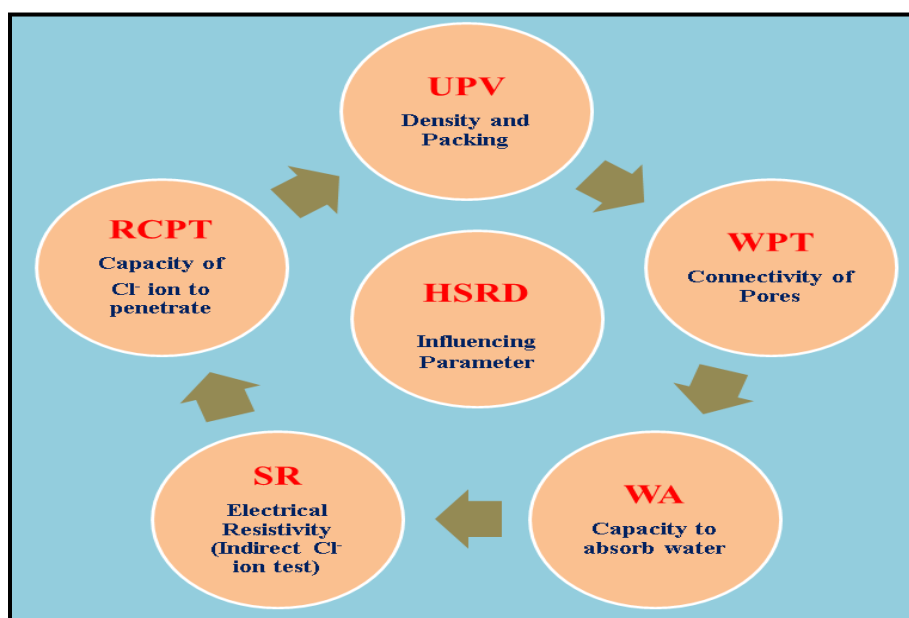 UPV
Density and
Packing
RCPT
Capacity of
Cl- ion to
penetrate
WPT
Connectivity of
Pores
HSRD
Influencing
Parameter
SR
Electrical
Resistivity
(Indirect Cl-
ion test)
WA
Capacity to
absorb water